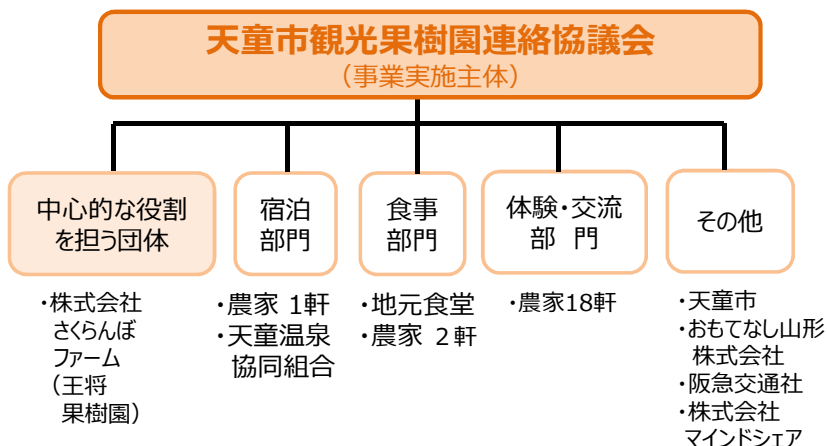 天童市観光果樹園連絡協議会
（事業実施主体）
中心的な役割
を担う団体
・株式会社
さくらんぼ
ファーム
（王将
果樹園）
宿泊
部門
・農家 1軒
・天童温泉
協同組合
食事
部門
・地元食堂
・農家 ２軒
体験・交流
部 門
・農家18軒
その他
・天童市
・おもてなし山形
株式会社
・阪急交通社
・株式会社
マインドシェア